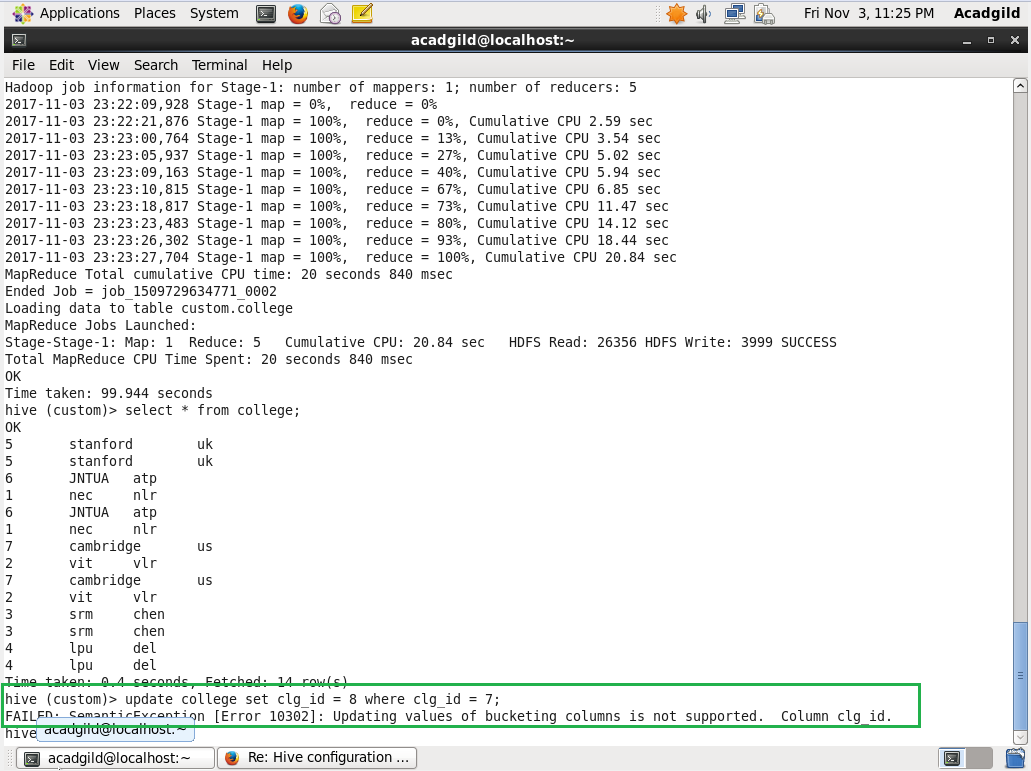 Applications Places System Fri Nov 3, 11:25 PM Acadgild
acadgild@localhost:~
File Edit View Search Terminal Help
Hadoop job information for Stage-1: number of mappers: 1; number of reducers: 5
2017-11-03 23:22:09,928 Stage-1 map = 0%,  reduce = 0%
2017-11-03 23:22:21,876 Stage-1 map = 100%,  reduce = 0%, Cumulative CPU 2.59 sec
2017-11-03 23:23:00,764 Stage-1 map = 100%,  reduce = 13%, Cumulative CPU 3.54 sec
2017-11-03 23:23:05,937 Stage-1 map = 100%,  reduce = 27%, Cumulative CPU 5.02 sec
2017-11-03 23:23:09,163 Stage-1 map = 100%,  reduce = 40%, Cumulative CPU 5.94 sec
2017-11-03 23:23:10,815 Stage-1 map = 100%,  reduce = 67%, Cumulative CPU 6.85 sec
2017-11-03 23:23:18,817 Stage-1 map = 100%,  reduce = 73%, Cumulative CPU 11.47 sec
2017-11-03 23:23:23,483 Stage-1 map = 100%,  reduce = 80%, Cumulative CPU 14.12 sec
2017-11-03 23:23:26,302 Stage-1 map = 100%,  reduce = 93%, Cumulative CPU 18.44 sec
2017-11-03 23:23:27,704 Stage-1 map = 100%,  reduce = 100%, Cumulative CPU 20.84 sec
MapReduce Total cumulative CPU time: 20 seconds 840 msec
Ended Job = job_1509729634771_0002
Loading data to table custom.college
MapReduce Jobs Launched:
Stage-Stage-1: Map: 1  Reduce: 5   Cumulative CPU: 20.84 sec   HDFS Read: 26356 HDFS Write: 3999 SUCCESS
Total MapReduce CPU Time Spent: 20 seconds 840 msec
OK
Time taken: 99.944 seconds
hive (custom)> select * from college;
OK
5 stanford uk
5 stanford uk
6 JNTUA atp
1 nec nlr
6 JNTUA atp
1 nec nlr
7 cambridge us
2 vit vlr
7 cambridge us
2 vit vlr
3 srm chen
3 srm chen
4 lpu del
4 lpu del
Time taken: 0.4 seconds, Fetched: 14 row(s)
hive (custom)> update college set clg_id = 8 where clg_id = 7;
FAILED: SemanticException [Error 10302]: Updating values of bucketing columns is not supported.  Column clg_id.
hive
acadgild@localhost:~
acadgild@localhost:~ Re: Hive configuration ...